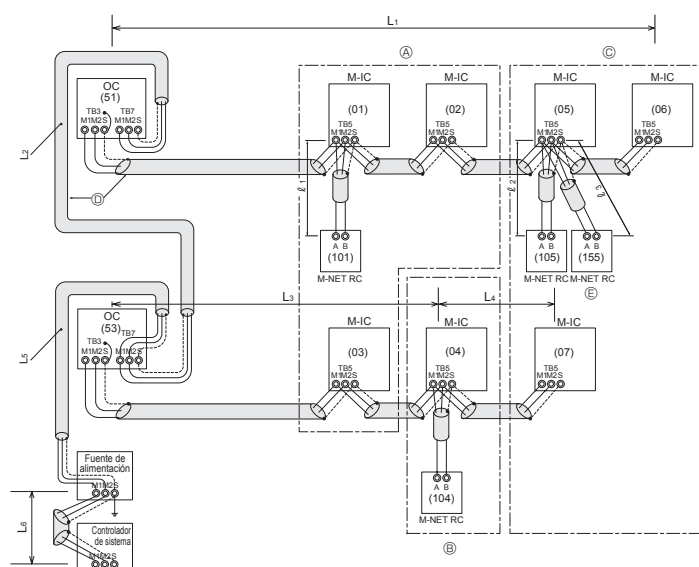 L1
Ⓐ
Ⓒ
OC
(51)
TB3
TB7
M1M2S
M1M2S
M-IC
(01)
TB5
M1M2S
M-IC
(02)
TB5
M1M2S
M-IC
(05)
TB5
M1M2S
M-IC
(06)
TB5
M1M2S
L2
Ⓓ
ℓ1
ℓ2
ℓ3
A B
(101)
M-NET RC
A B
(105)
M-NET RC
A B
(155)
M-NET RC
Ⓔ
L3
L4
OC
(53)
TB3
TB7
M1M2S
M1M2S
M-IC
(03)
TB5
M1M2S
M-IC
(04)
TB5
M1M2S
M-IC
(07)
TB5
M1M2S
L5
A B
(104)
M-NET RC
Ⓑ
Fuente de
alimentación
M1M2S
L6
Controlador
de sistema
M1M2S